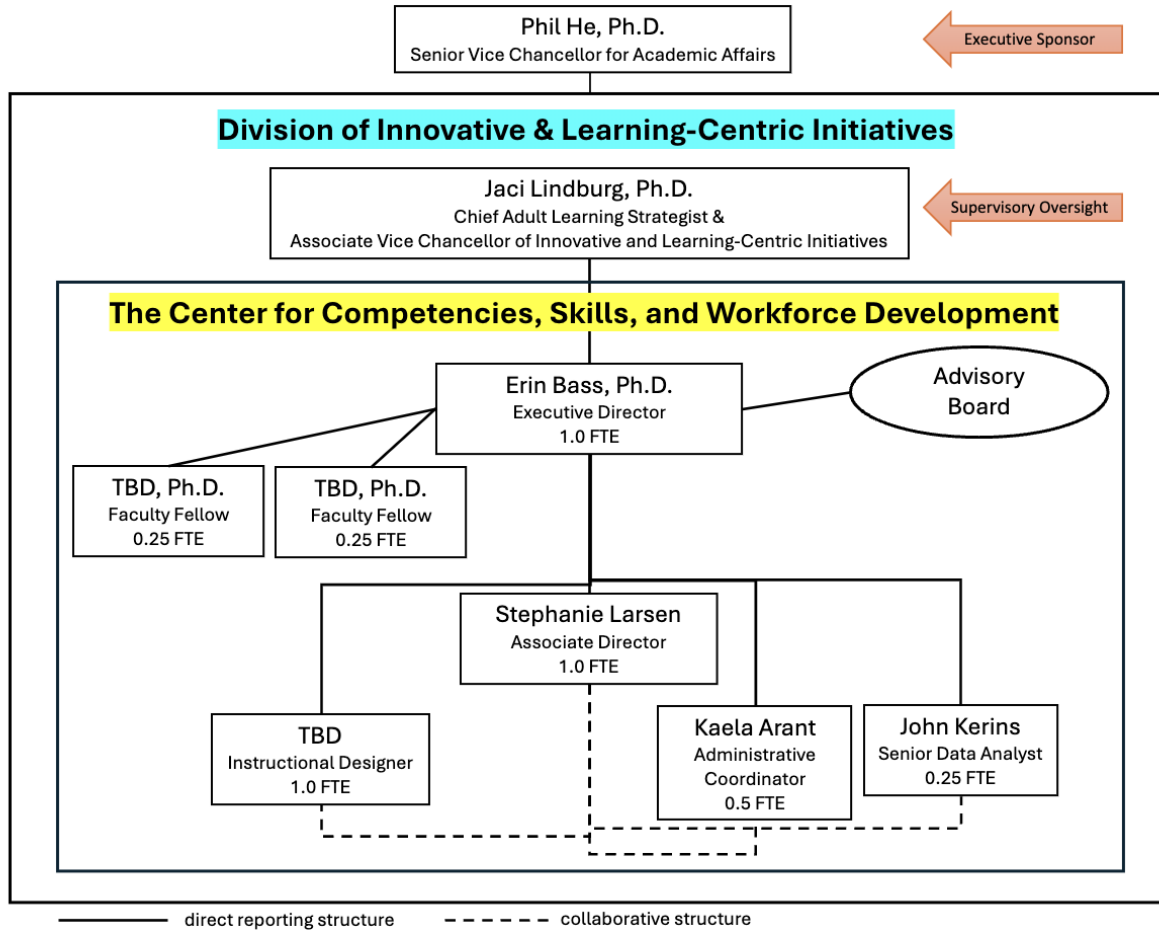 Phil He, Ph.D.
Senior Vice Chancellor for Academic Affairs
Executive Sponsor
Division of Innovative & Learning-Centric Initiatives
Jaci Lindburg, Ph.D.
Chief Adult Learning Strategist &
Associate Vice Chancellor of Innovative and Learning-Centric Initiatives
Supervisory Oversight
The Center for Competencies, Skills, and Workforce Development
Erin Bass, Ph.D.
Executive Director
1.0 FTE
Advisory
Board
TBD, Ph.D.
Faculty Fellow
0.25 FTE
TBD, Ph.D.
Faculty Fellow
0.25 FTE
Stephanie Larsen
Associate Director
1.0 FTE
TBD
Instructional Designer
1.0 FTE
Kaela Arant
Administrative
Coordinator
0.5 FTE
John Kerins
Senior Data Analyst
0.25 FTE
direct reporting structure
collaborative structure